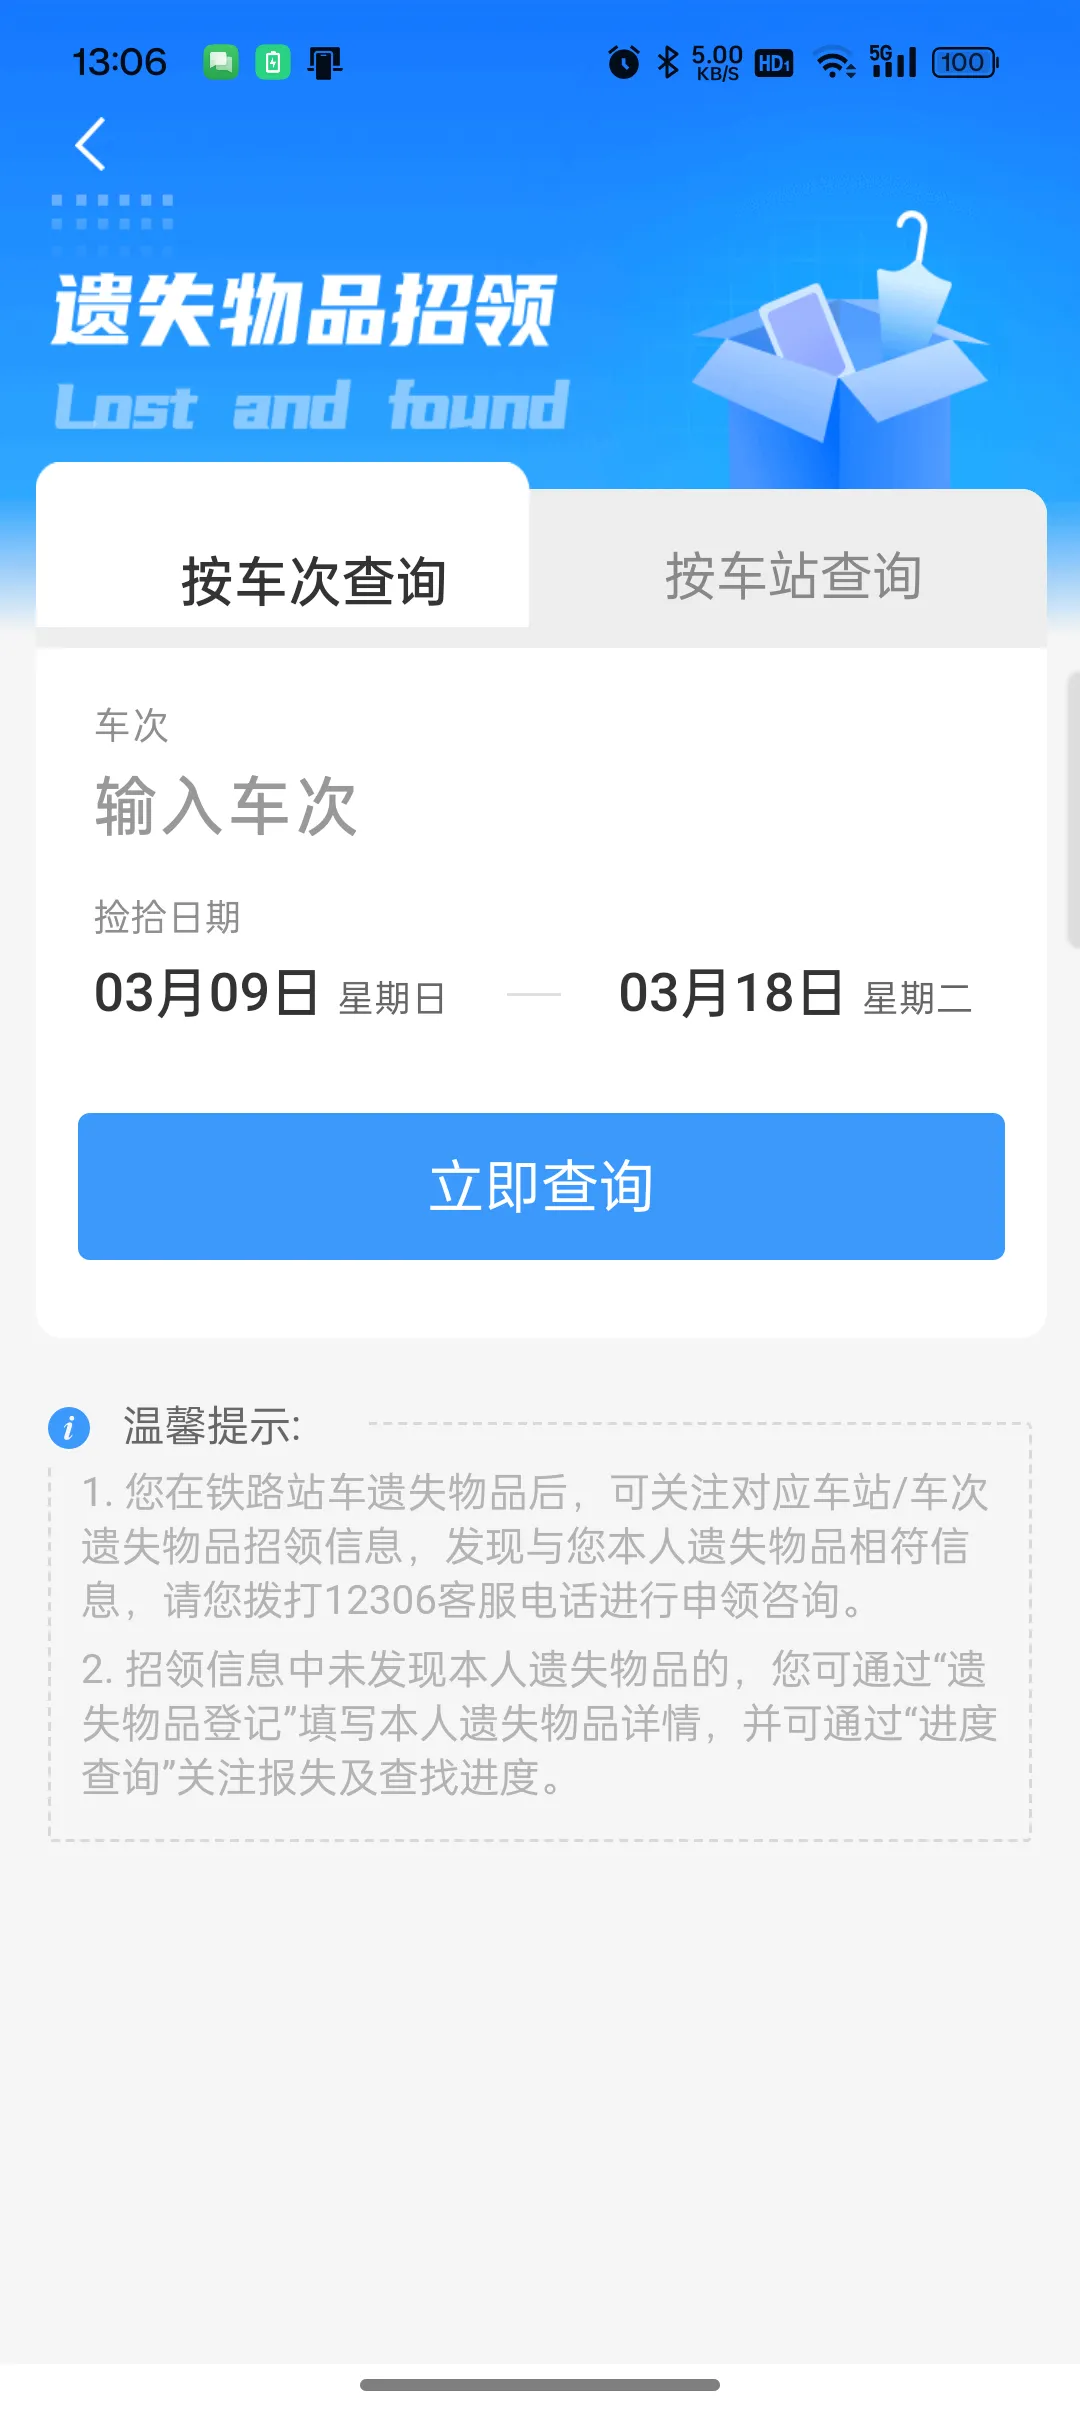 13:06
5.00
KB/S
HD1
5G
100
遗失物品招领
Lost and found
按车次查询
按车站查询
车次
输入车次
捡拾日期
03月09日 星期日 — 03月18日 星期二
立即查询
温馨提示:
1. 您在铁路站车遗失物品后，可关注对应车站/车次
遗失物品招领信息，发现与您本人遗失物品相符信
息，请您拨打12306客服电话进行申领咨询。
2. 招领信息中未发现本人遗失物品的，您可通过“遗
失物品登记”填写本人遗失物品详情，并可通过“进度
查询”关注报失及查找进度。